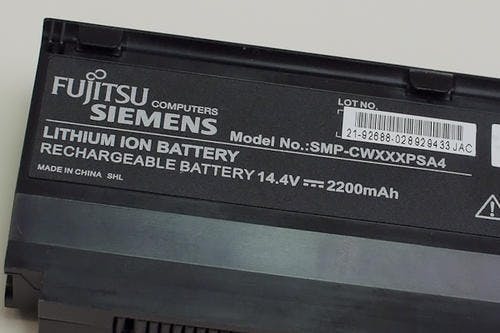 FUJITSU COMPUTERS
SIEMENS
LOT NO.
21-92688-028929433 JAC
LITHIUM ION BATTERY Model No.:SMP-CWXXXPSA4
RECHARGEABLE BATTERY 14.4V⎓2200mAh
MADE IN CHINA SHL